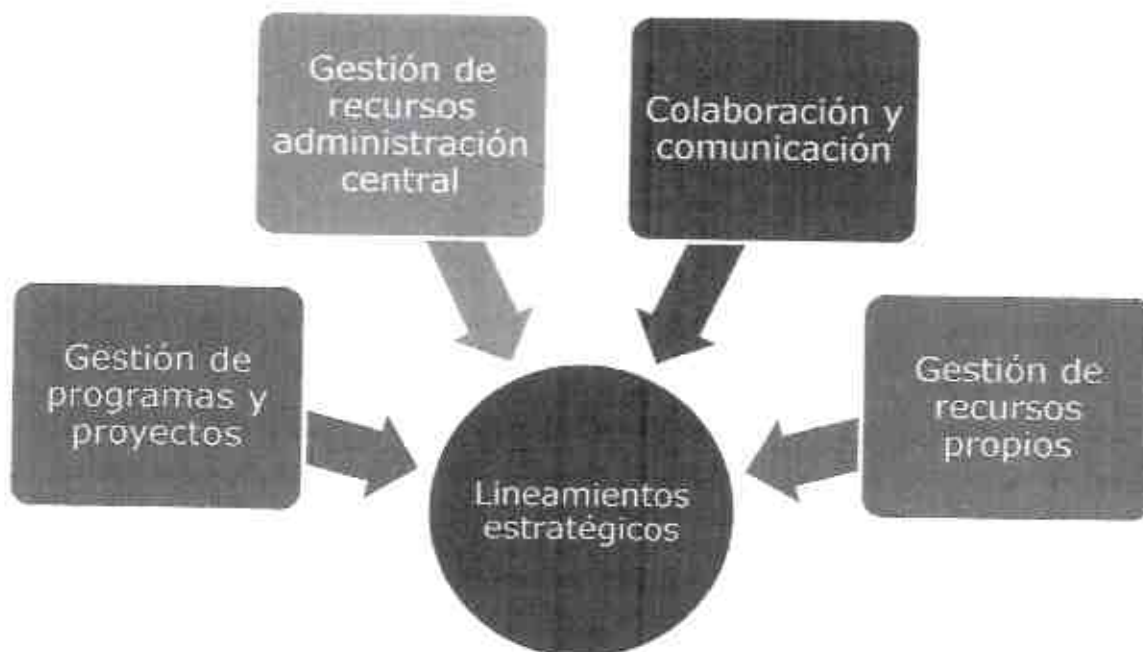 Gestión de
recursos
administración
central
Colaboración y
comunicación
Gestión de
programas y
proyectos
Gestión de
recursos
propios
Lineamientos
estratégicos